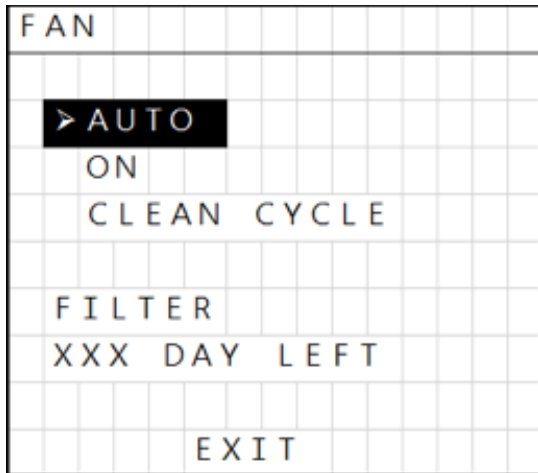 FAN
➢AUTO
ON
CLEAN CYCLE
FILTER
XXX DAY LEFT
EXIT